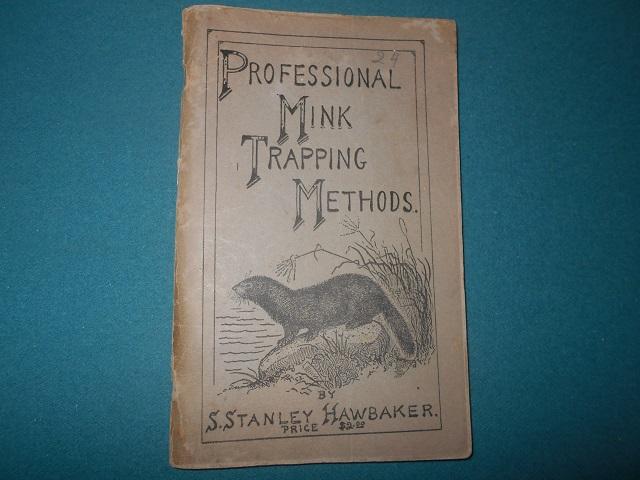 24
PROFESSIONAL
MINK
TRAPPING
METHODS.
BY
S. STANLEY HAWBAKER.
PRICE $2.00